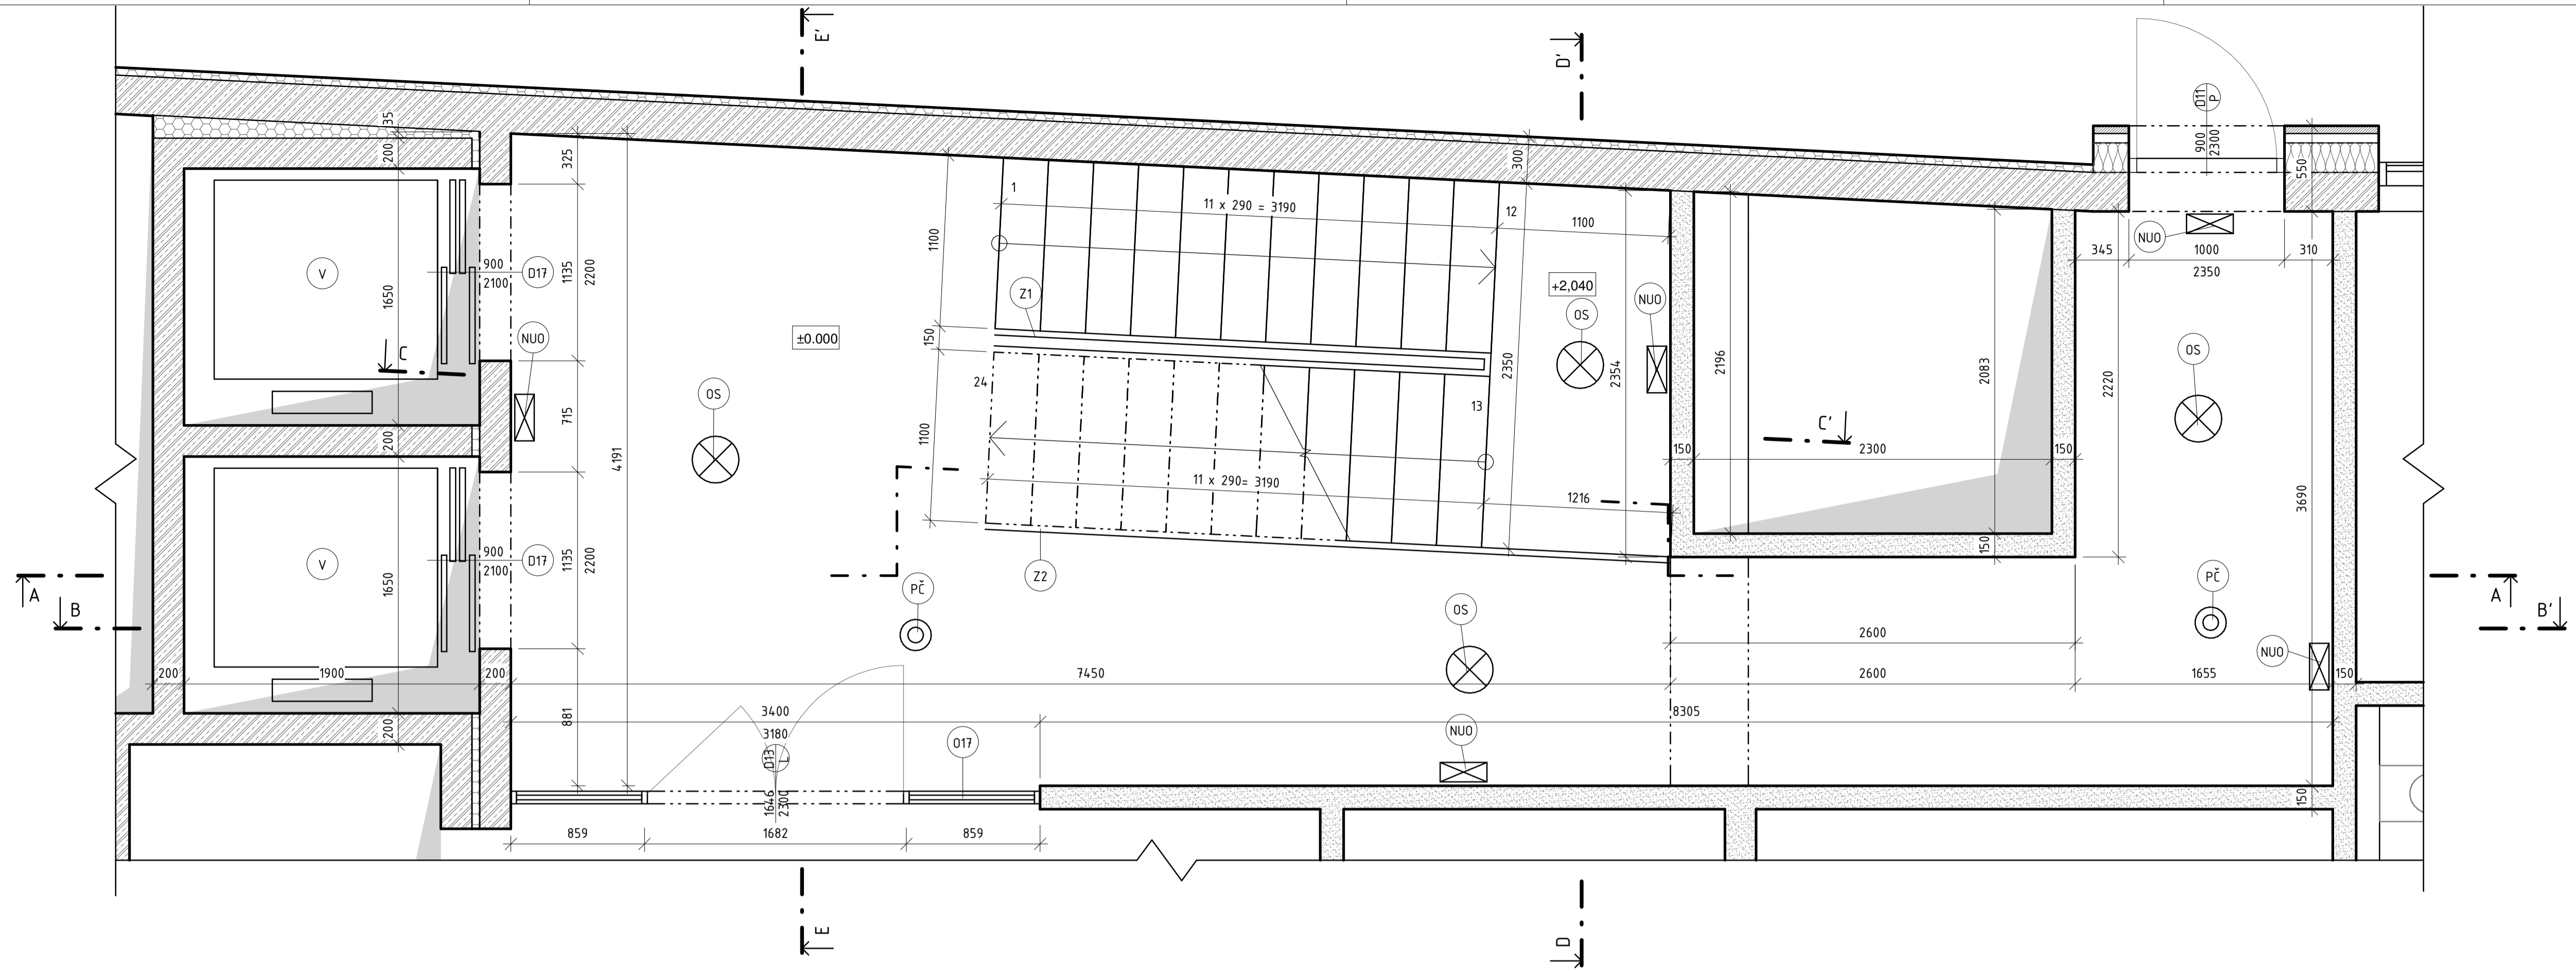 E'
D'
D11
P
900
2300
550
35
200
325
300
1
11 x 290 = 3190
12
1100
1100
NUO
345
1000
310
2350
V
900
2100
D17
1135
2200
1650
Z1
+2,040
OS
NUO
±0.000
NUO
150
C
OS
24
2350
2354
2196
2083
2220
OS
13
715
200
4191
1100
C'
150
2300
150
11 x 290= 3190
1216
3690
V
900
2100
D17
1135
2200
1650
150
A
B
PČ
Z2
OS
PČ
A
B'
2600
NUO
200
1900
200
7450
2600
1655
150
881
3400
8305
200
3180
D13
L
O17
NUO
1646
2300
150
859
1682
859
E
D